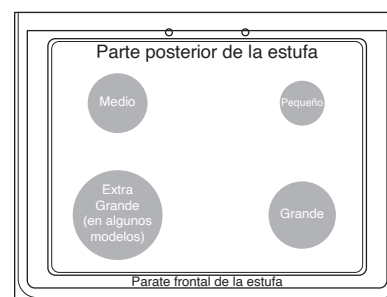 Parte posterior de la estufa
Medio
Pequeño
Extra
Grande
(en algunos
modelos)
Grande
Parate frontal de la estufa